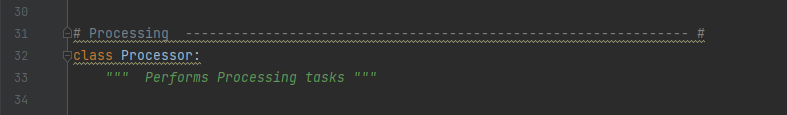 30
31 # Processing  --------------------------------------------------------------- #
32 class Processor:
33     """  Performs Processing tasks """
34